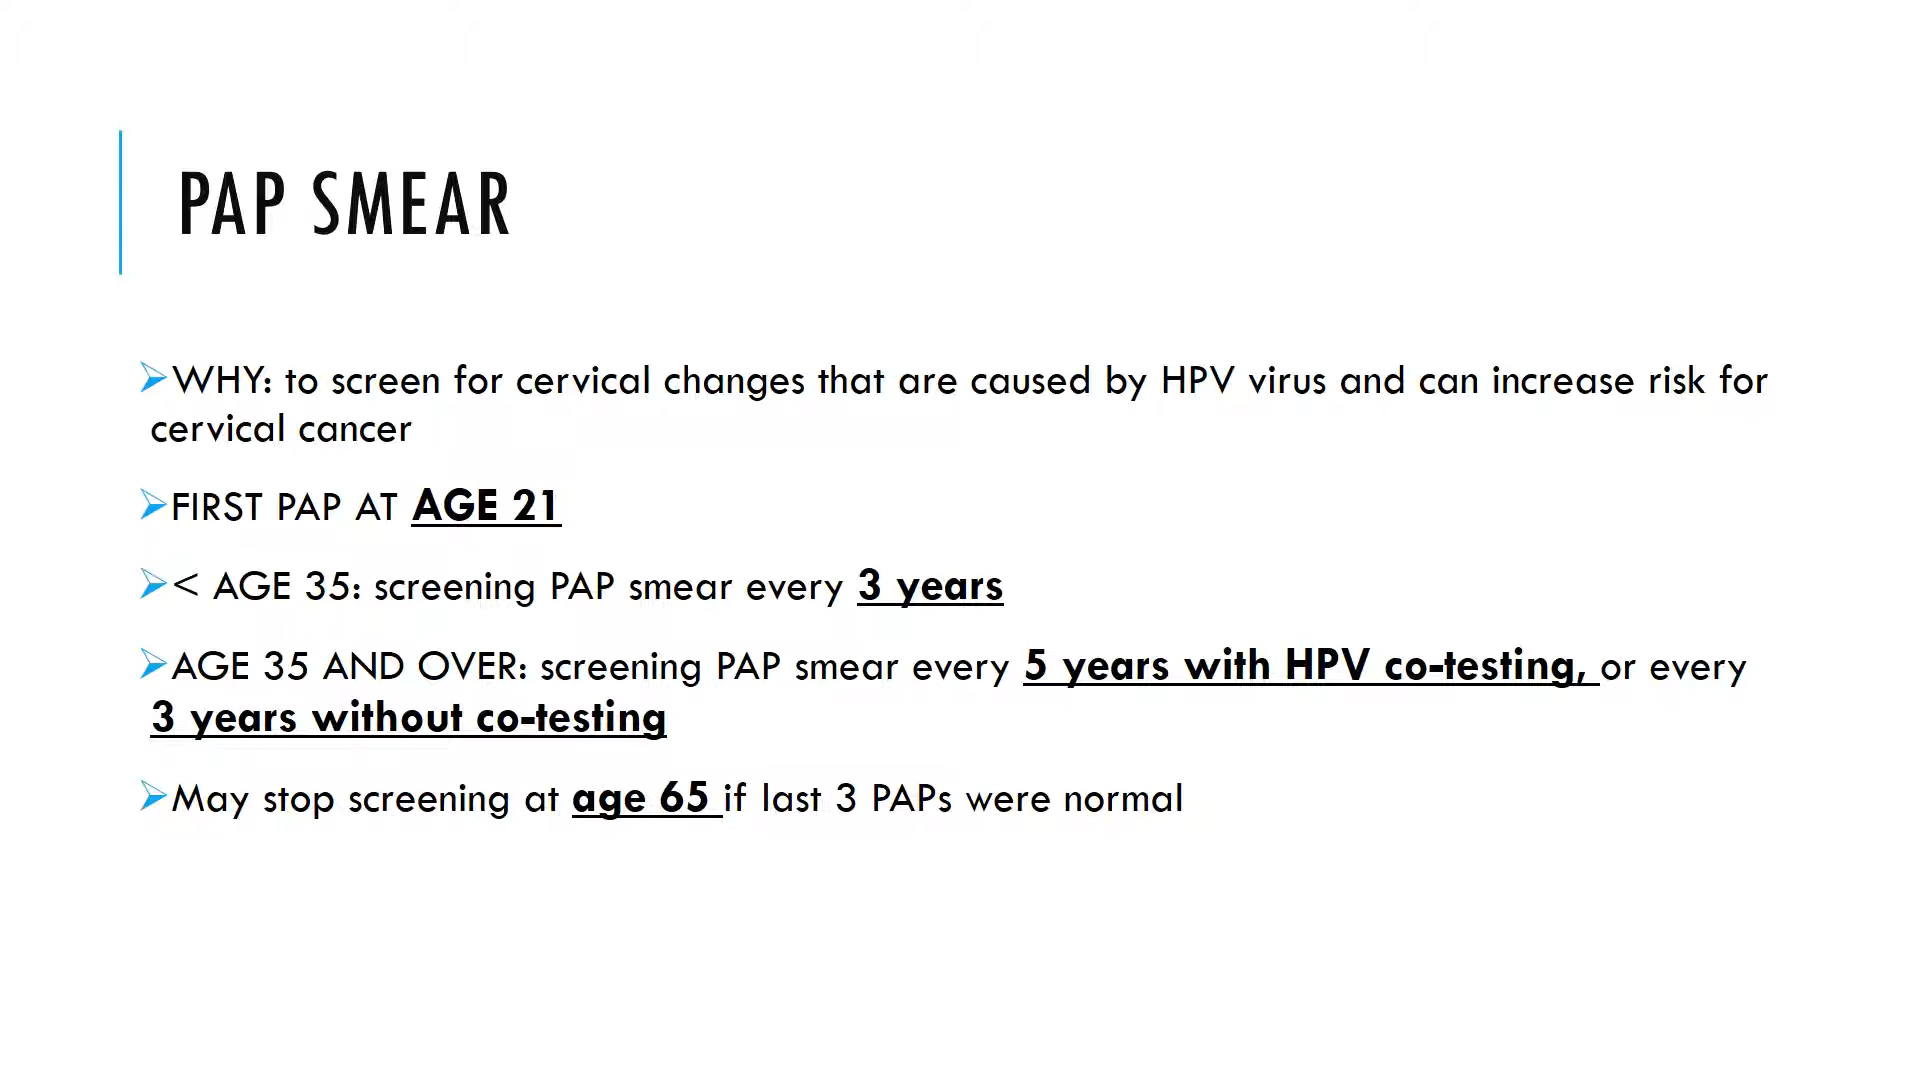 PAP SMEAR
WHY: to screen for cervical changes that are caused by HPV virus and can increase risk for
cervical cancer
FIRST PAP AT AGE 21
< AGE 35: screening PAP smear every 3 years
AGE 35 AND OVER: screening PAP smear every 5 years with HPV co-testing, or every
3 years without co-testing
May stop screening at age 65 if last 3 PAPs were normal